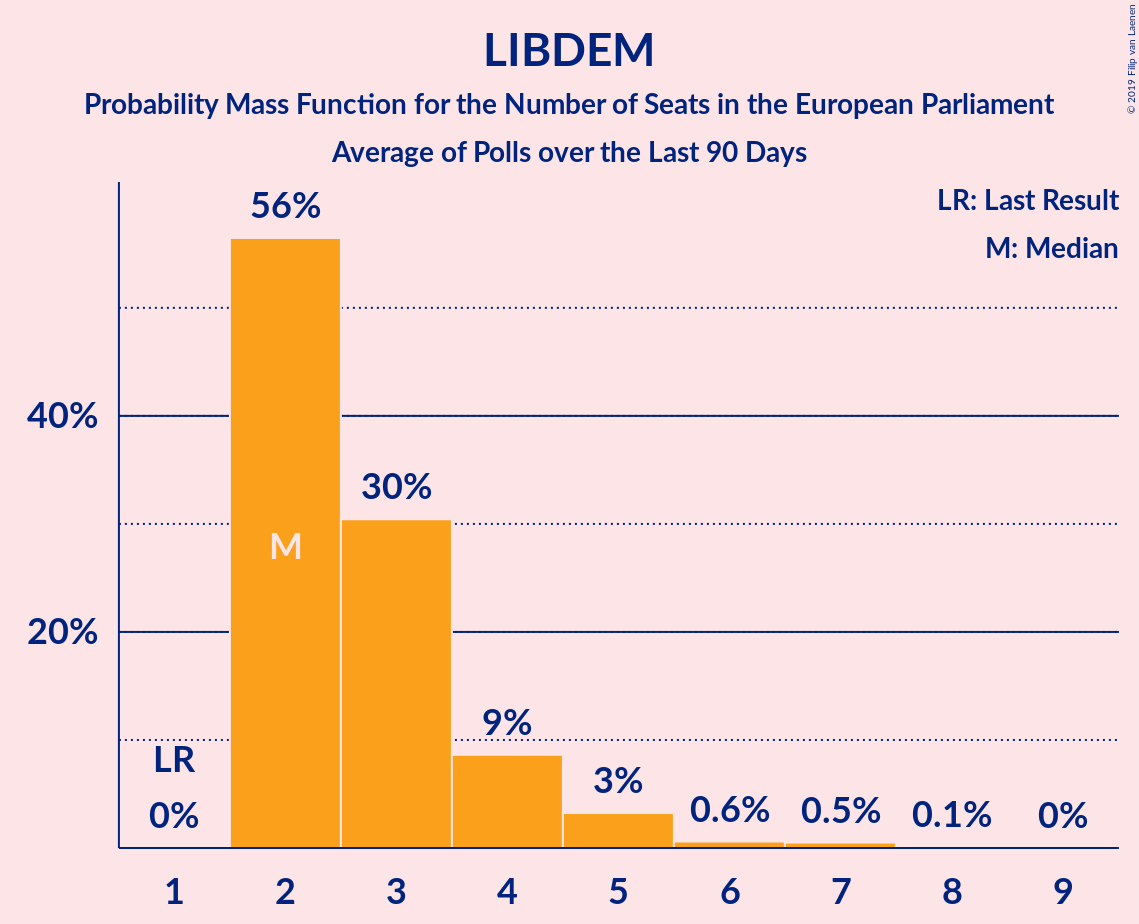 LIBDEM
Probability Mass Function for the Number of Seats in the European Parliament
Average of Polls over the Last 90 Days
© 2019 Filip van Laenen
LR: Last Result
M: Median
56%
40%
30%
M
20%
9%
LR
3%
0%
0.6%
0.5%
0.1%
0%
1 2 3 4 5 6 7 8 9